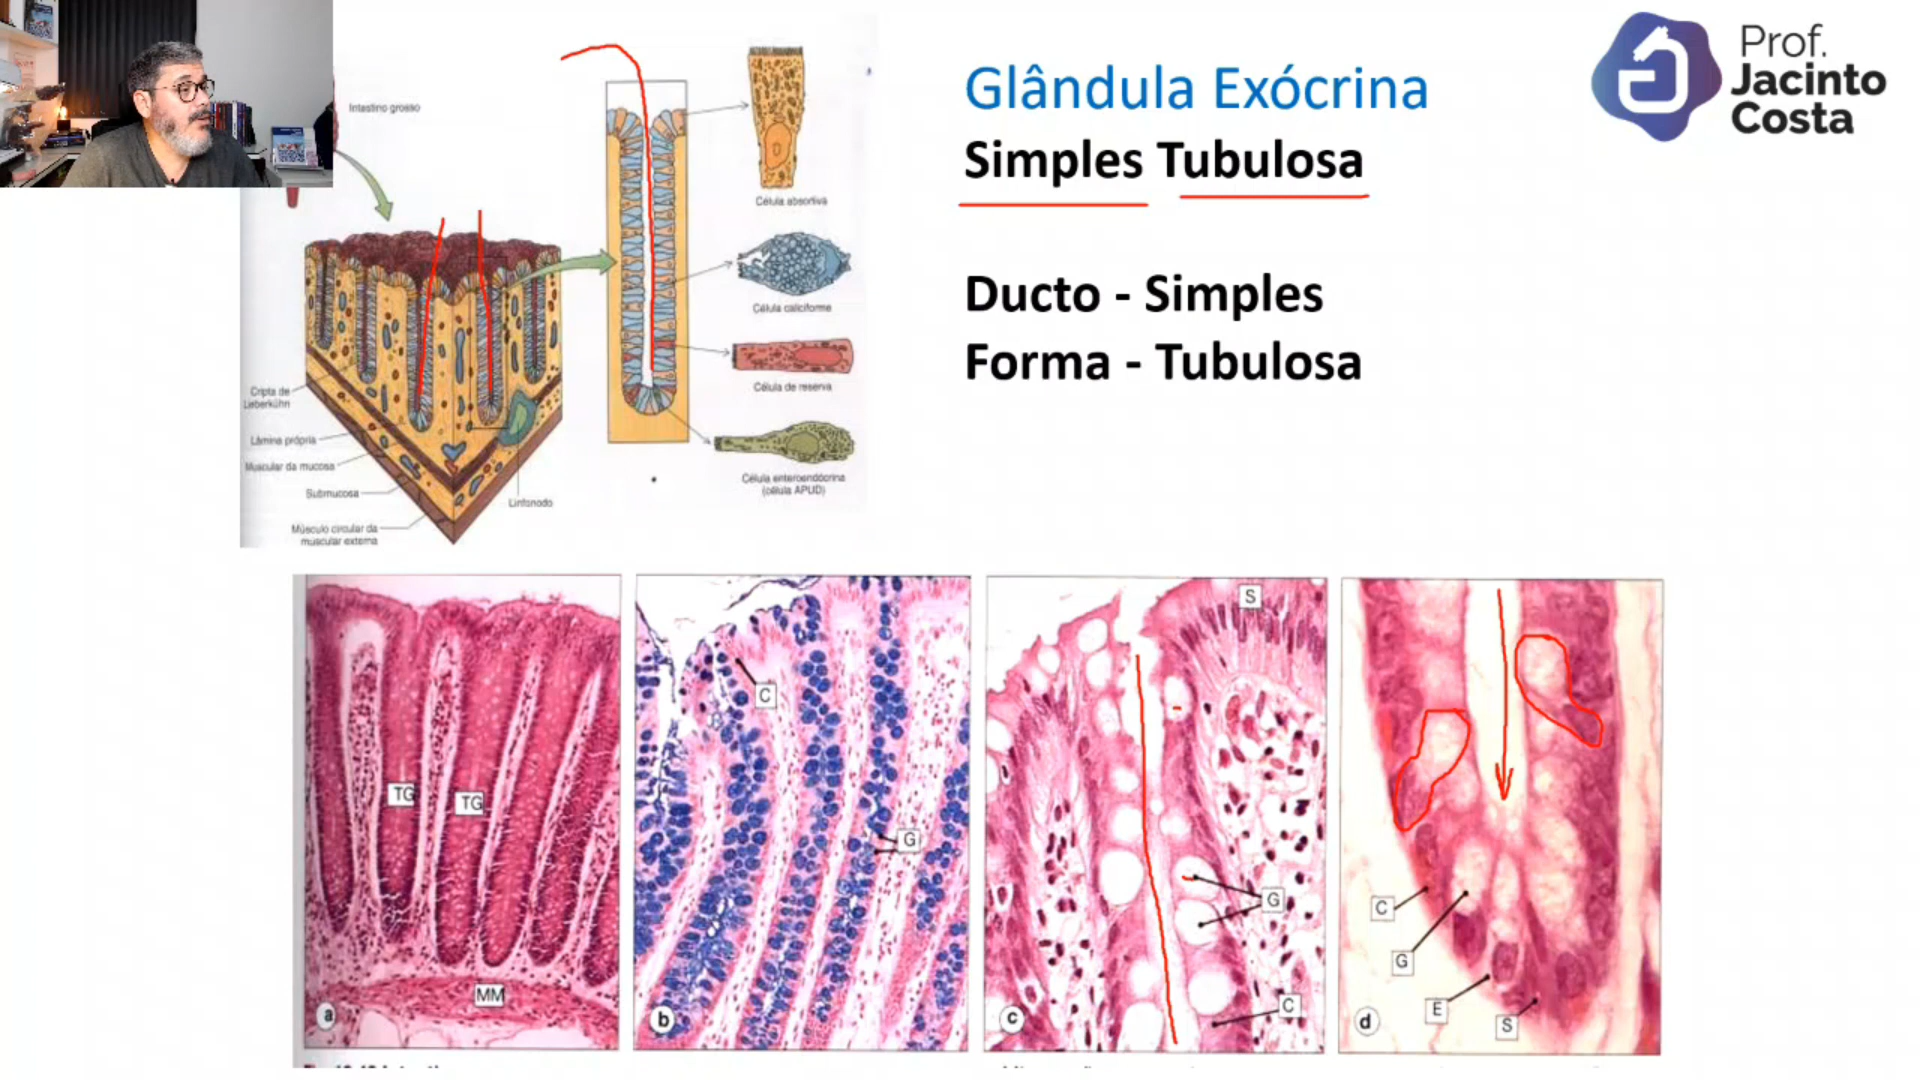 Intestino grosso
Célula absortiva
Célula caliciforme
Célula de reserva
Célula enteroendócrina
(célula APUD)
Cripta de
Lieberkühn
Lâmina própria
Muscular da mucosa
Submucosa
Músculo circular da
muscular externa
Linfonodo
Glândula Exócrina
Simples Tubulosa
Ducto - Simples
Forma - Tubulosa
Prof.
Jacinto
Costa
TG
TG
MM
a
C
G
b
S
G
C
c
C
G
E
S
d